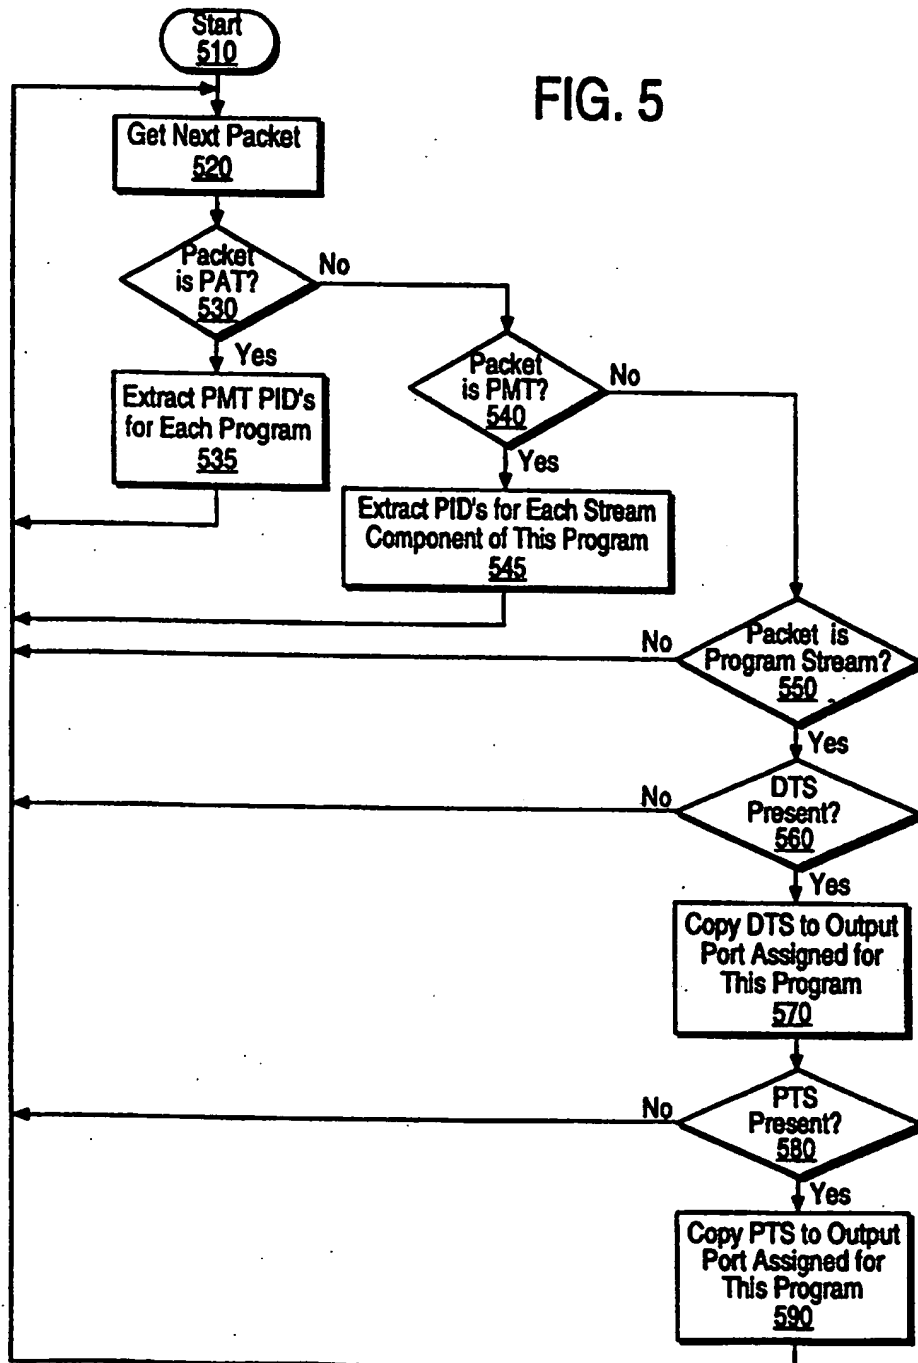 Start
510
FIG. 5
Get Next Packet
520
Packet
is PAT?
530
No
Yes
Extract PMT PID's
for Each Program
535
Packet
is PMT?
540
No
Yes
Extract PID's for Each Stream
Component of This Program
545
Packet is
Program Stream?
550
No
Yes
DTS
Present?
560
No
Yes
Copy DTS to Output
Port Assigned for
This Program
570
PTS
Present?
580
No
Yes
Copy PTS to Output
Port Assigned for
This Program
590